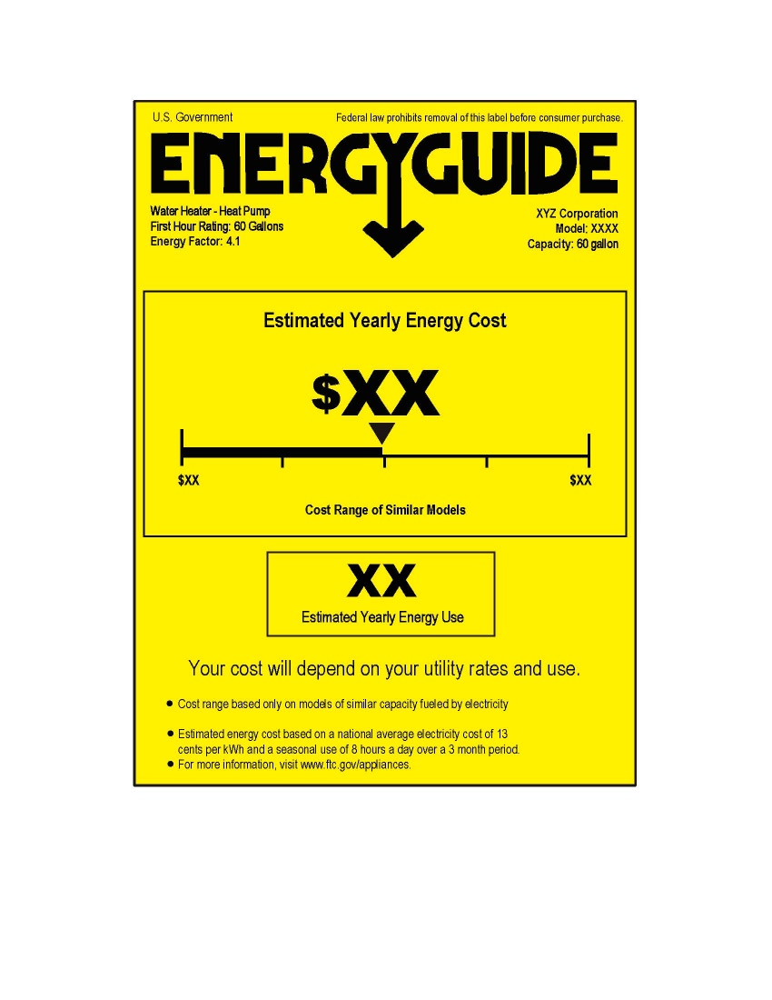 U.S. Government
Federal law prohibits removal of this label before consumer purchase.
ENERGYGUIDE
Water Heater - Heat Pump
First Hour Rating: 60 Gallons
Energy Factor: 4.1
XYZ Corporation
Model: XXXX
Capacity: 60 gallon
Estimated Yearly Energy Cost
$XX
$XX
$XX
Cost Range of Similar Models
XX
Estimated Yearly Energy Use
Your cost will depend on your utility rates and use.
● Cost range based only on models of similar capacity fueled by electricity
● Estimated energy cost based on a national average electricity cost of 13
cents per kWh and a seasonal use of 8 hours a day over a 3 month period.
● For more information, visit www.ftc.gov/appliances.